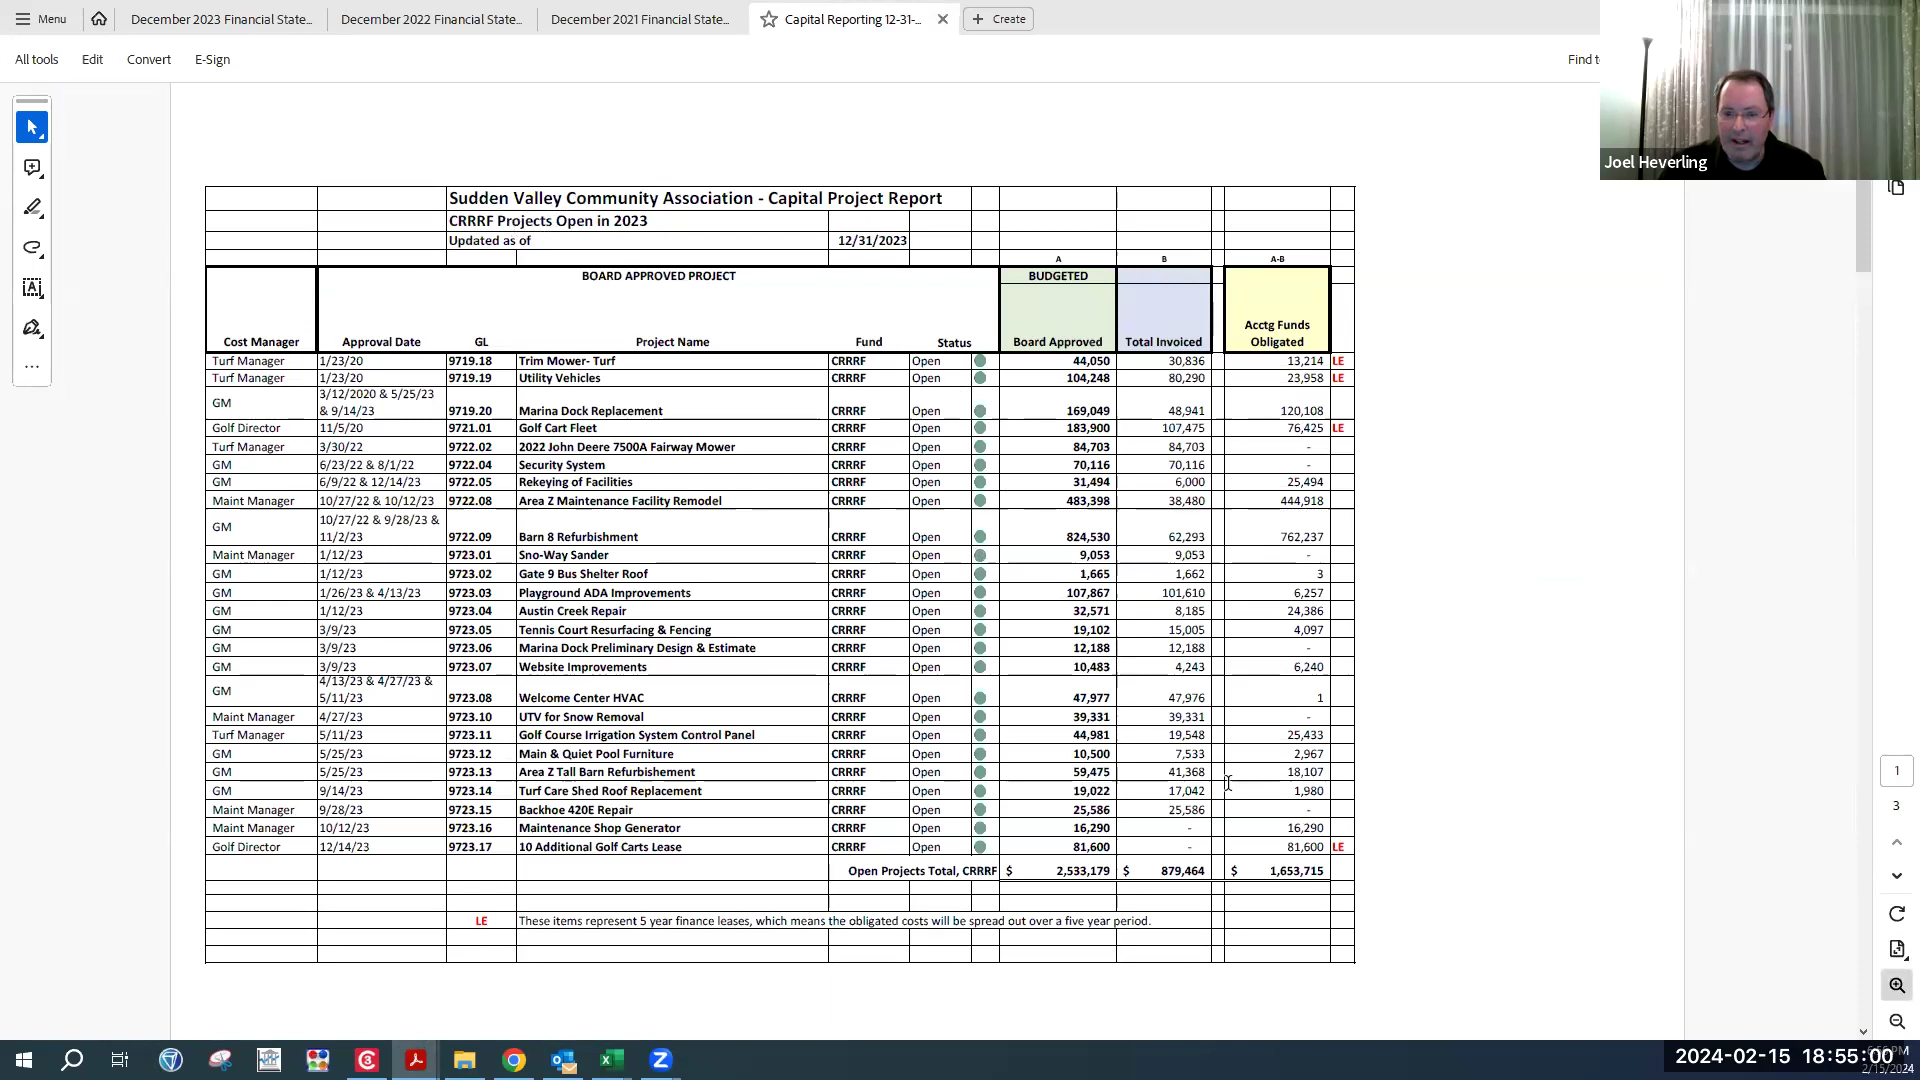 Menu December 2023 Financial State... December 2022 Financial State... December 2021 Financial State... Capital Reporting 12-31-... Create
All tools Edit Convert E-Sign Find
Joel Heverling
Sudden Valley Community Association - Capital Project Report
CRRRF Projects Open in 2023
Updated as of 12/31/2023
A B A-B
BOARD APPROVED PROJECT BUDGETED
Acctg Funds
Cost Manager Approval Date GL Project Name Fund Status Board Approved Total Invoiced Obligated
Turf Manager 1/23/20 9719.18 Trim Mower- Turf CRRRF Open 44,050 30,836 13,214 LE
Turf Manager 1/23/20 9719.19 Utility Vehicles CRRRF Open 104,248 80,290 23,958 LE
3/12/2020 & 5/25/23
GM & 9/14/23 9719.20 Marina Dock Replacement CRRRF Open 169,049 48,941 120,108
Golf Director 11/5/20 9721.01 Golf Cart Fleet CRRRF Open 183,900 107,475 76,425 LE
Turf Manager 3/30/22 9722.02 2022 John Deere 7500A Fairway Mower CRRRF Open 84,703 84,703 -
GM 6/23/22 & 8/1/22 9722.04 Security System CRRRF Open 70,116 70,116 -
GM 6/9/22 & 12/14/23 9722.05 Rekeying of Facilities CRRRF Open 31,494 6,000 25,494
Maint Manager 10/27/22 & 10/12/23 9722.08 Area Z Maintenance Facility Remodel CRRRF Open 483,398 38,480 444,918
10/27/22 & 9/28/23 &
GM 11/2/23 9722.09 Barn 8 Refurbishment CRRRF Open 824,530 62,293 762,237
Maint Manager 1/12/23 9723.01 Sno-Way Sander CRRRF Open 9,053 9,053 -
GM 1/12/23 9723.02 Gate 9 Bus Shelter Roof CRRRF Open 1,665 1,662 3
GM 1/26/23 & 4/13/23 9723.03 Playground ADA Improvements CRRRF Open 107,867 101,610 6,257
GM 1/12/23 9723.04 Austin Creek Repair CRRRF Open 32,571 8,185 24,386
GM 3/9/23 9723.05 Tennis Court Resurfacing & Fencing CRRRF Open 19,102 15,005 4,097
GM 3/9/23 9723.06 Marina Dock Preliminary Design & Estimate CRRRF Open 12,188 12,188 -
GM 3/9/23 9723.07 Website Improvements CRRRF Open 10,483 4,243 6,240
4/13/23 & 4/27/23 &
GM 5/11/23 9723.08 Welcome Center HVAC CRRRF Open 47,977 47,976 1
Maint Manager 4/27/23 9723.10 UTV for Snow Removal CRRRF Open 39,331 39,331 -
Turf Manager 5/11/23 9723.11 Golf Course Irrigation System Control Panel CRRRF Open 44,981 19,548 25,433
GM 5/25/23 9723.12 Main & Quiet Pool Furniture CRRRF Open 10,500 7,533 2,967
GM 5/25/23 9723.13 Area Z Tall Barn Refurbishement CRRRF Open 59,475 41,368 18,107
GM 9/14/23 9723.14 Turf Care Shed Roof Replacement CRRRF Open 19,022 17,042 1,980
Maint Manager 9/28/23 9723.15 Backhoe 420E Repair CRRRF Open 25,586 25,586 -
Maint Manager 10/12/23 9723.16 Maintenance Shop Generator CRRRF Open 16,290 - 16,290
Golf Director 12/14/23 9723.17 10 Additional Golf Carts Lease CRRRF Open 81,600 - 81,600 LE
Open Projects Total, CRRRF $ 2,533,179 $ 879,464 $ 1,653,715
LE These items represent 5 year finance leases, which means the obligated costs will be spread out over a five year period.
1
3
2024-02-15 18:55:00
2/15/2024